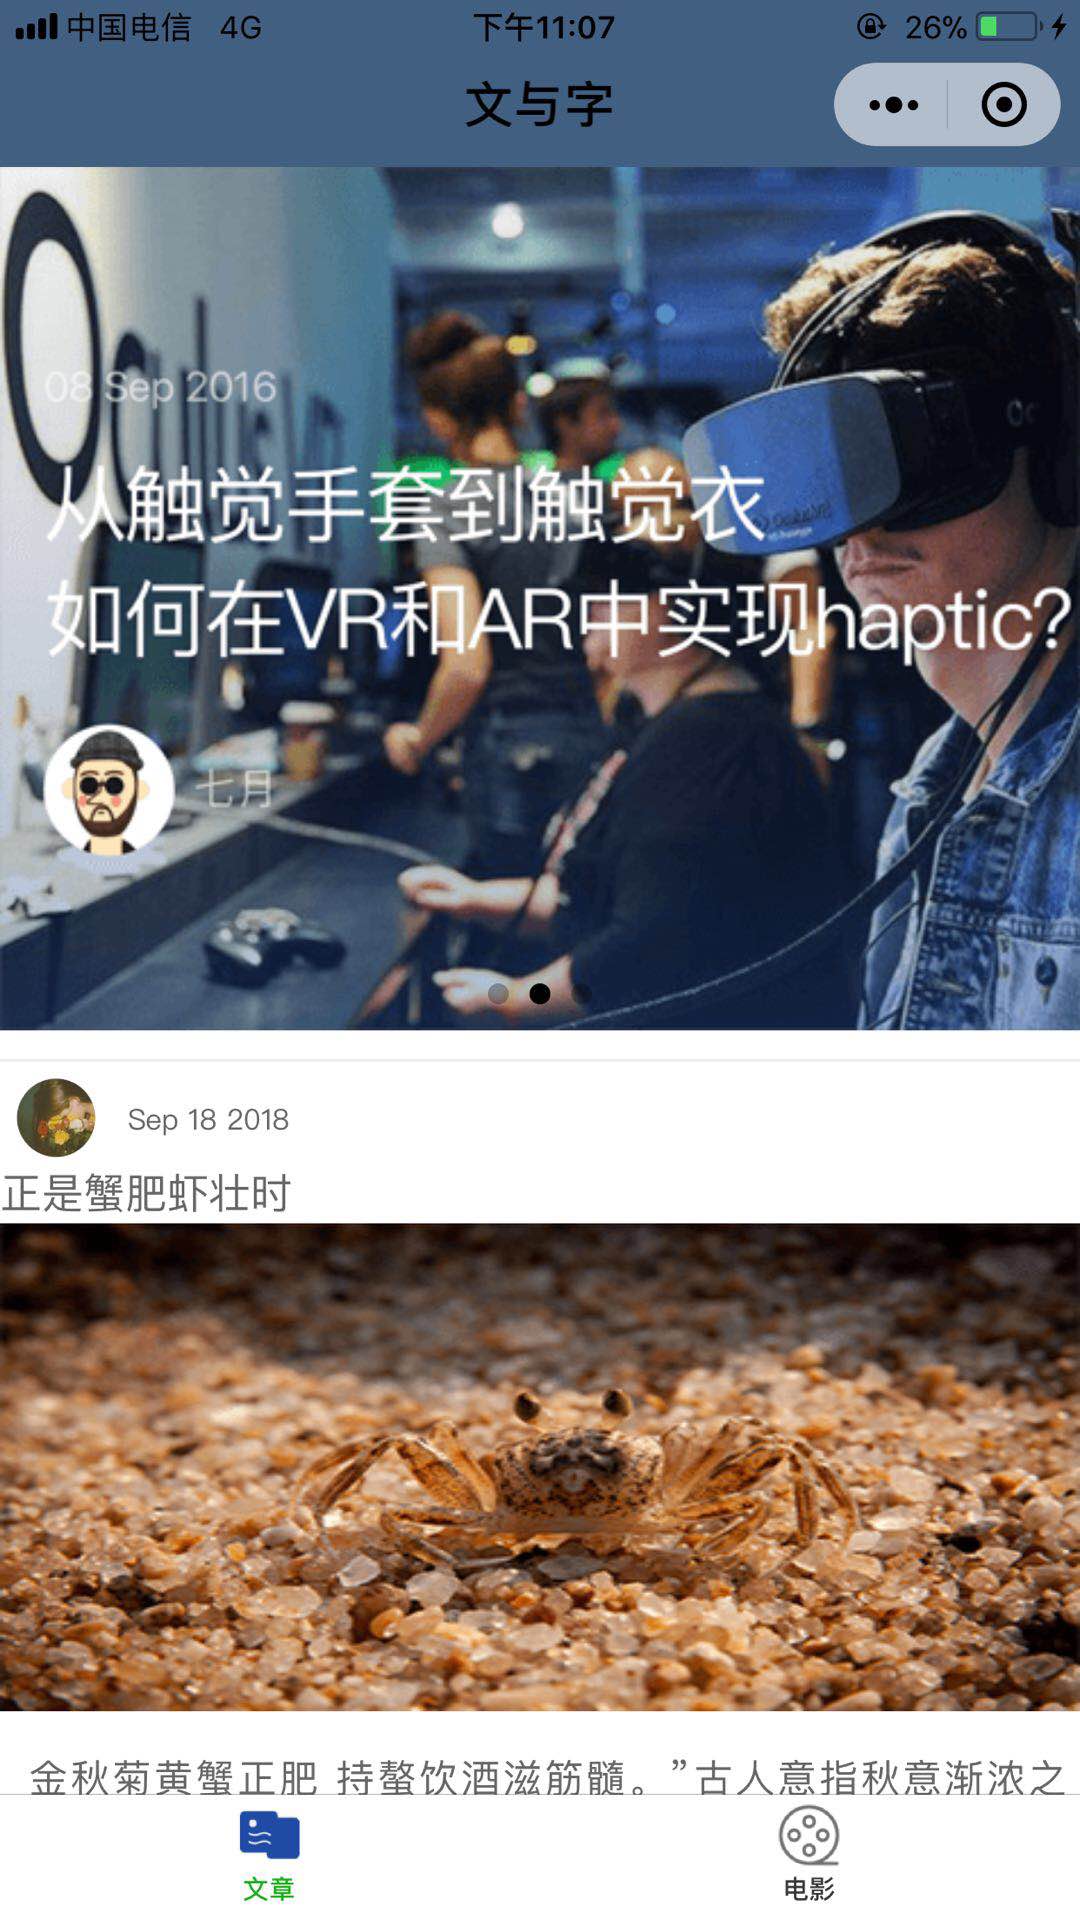 中国电信 4G 下午11:07 26%
文与字
Oculus
08 Sep 2016
从触觉手套到触觉衣
如何在VR和AR中实现haptic?
七月
Sep 18 2018
正是蟹肥虾壮时
金秋菊黄蟹正肥 持螯饮酒滋筋髓。”古人意指秋意渐浓之
文章 电影